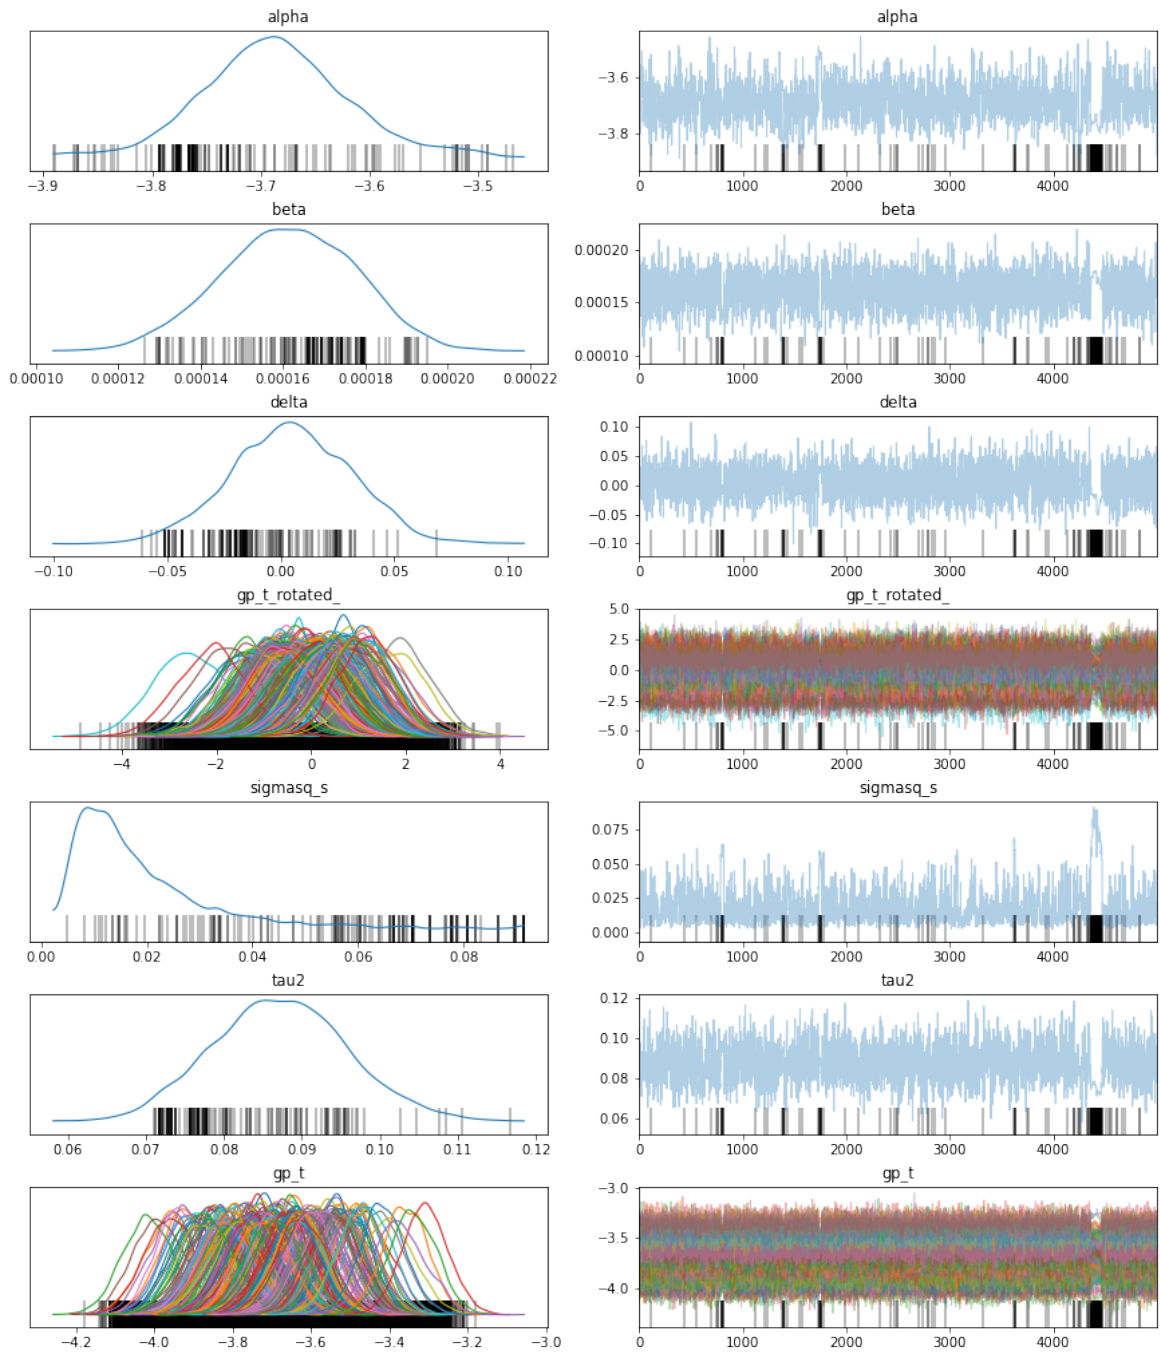 alpha alpha
−3.6
−3.8
−3.9 −3.8 −3.7 −3.6 −3.5 0 1000 2000 3000 4000
beta beta
0.00020
0.00015
0.00010
0.00010 0.00012 0.00014 0.00016 0.00018 0.00020 0.00022 0 1000 2000 3000 4000
delta delta
0.10
0.05
0.00
−0.05
−0.10
−0.10 −0.05 0.00 0.05 0.10 0 1000 2000 3000 4000
gp_t_rotated_ gp_t_rotated_
5.0
2.5
0.0
−2.5
−5.0
−4 −2 0 2 4 0 1000 2000 3000 4000
sigmasq_s sigmasq_s
0.075
0.050
0.025
0.000
0.00 0.02 0.04 0.06 0.08 0 1000 2000 3000 4000
tau2 tau2
0.12
0.10
0.08
0.06
0.06 0.07 0.08 0.09 0.10 0.11 0.12 0 1000 2000 3000 4000
gp_t gp_t
−3.0
−3.5
−4.0
−4.2 −4.0 −3.8 −3.6 −3.4 −3.2 −3.0 0 1000 2000 3000 4000